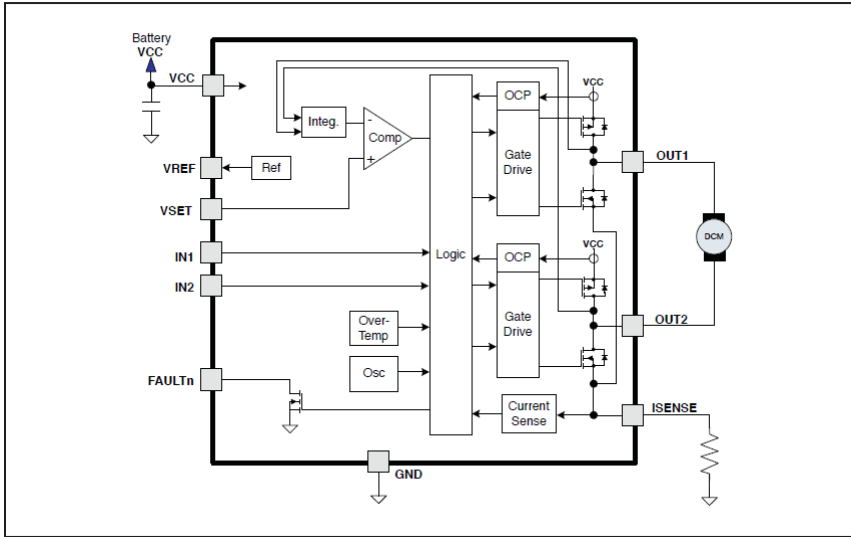 Battery
VCC
VCC
VREF
VSET
IN1
IN2
FAULTn
Integ.
Ref
-
Comp
+
Over-
Temp
Osc
Logic
OCP
VCC
Gate
Drive
OCP
VCC
Gate
Drive
Current
Sense
OUT1
DCM
OUT2
ISENSE
GND